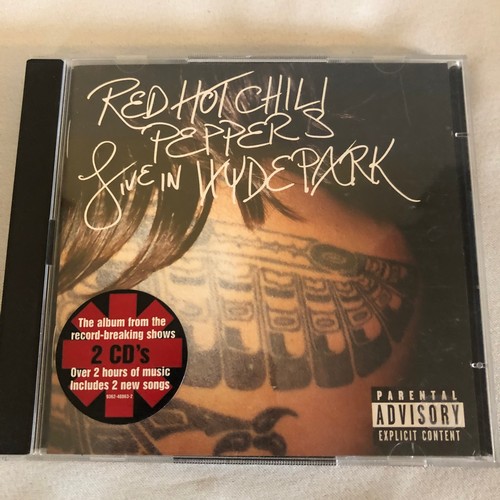 RED HOT CHILI
PEPPERS
LIVE IN HYDE PARK
The album from the
record-breaking shows
2 CD's
Over 2 hours of music
Includes 2 new songs
PARENTAL
ADVISORY
EXPLICIT CONTENT